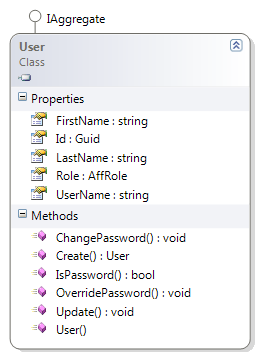 IAggregate
User
Class
Properties
FirstName : string
Id : Guid
LastName : string
Role : AffRole
UserName : string
Methods
ChangePassword() : void
Create() : User
IsPassword() : bool
OverridePassword() : void
Update() : void
User()